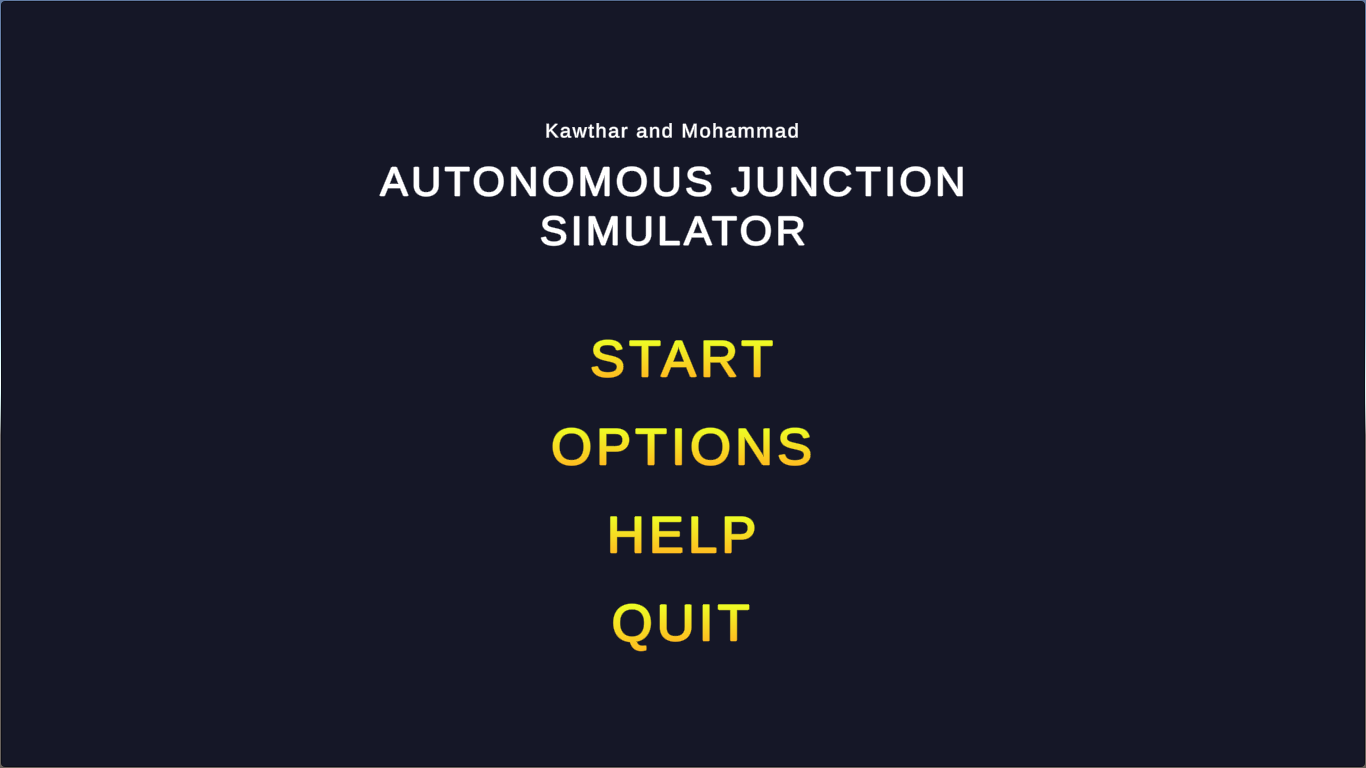 Kawthar and Mohammad
AUTONOMOUS JUNCTION
SIMULATOR
START
OPTIONS
HELP
QUIT